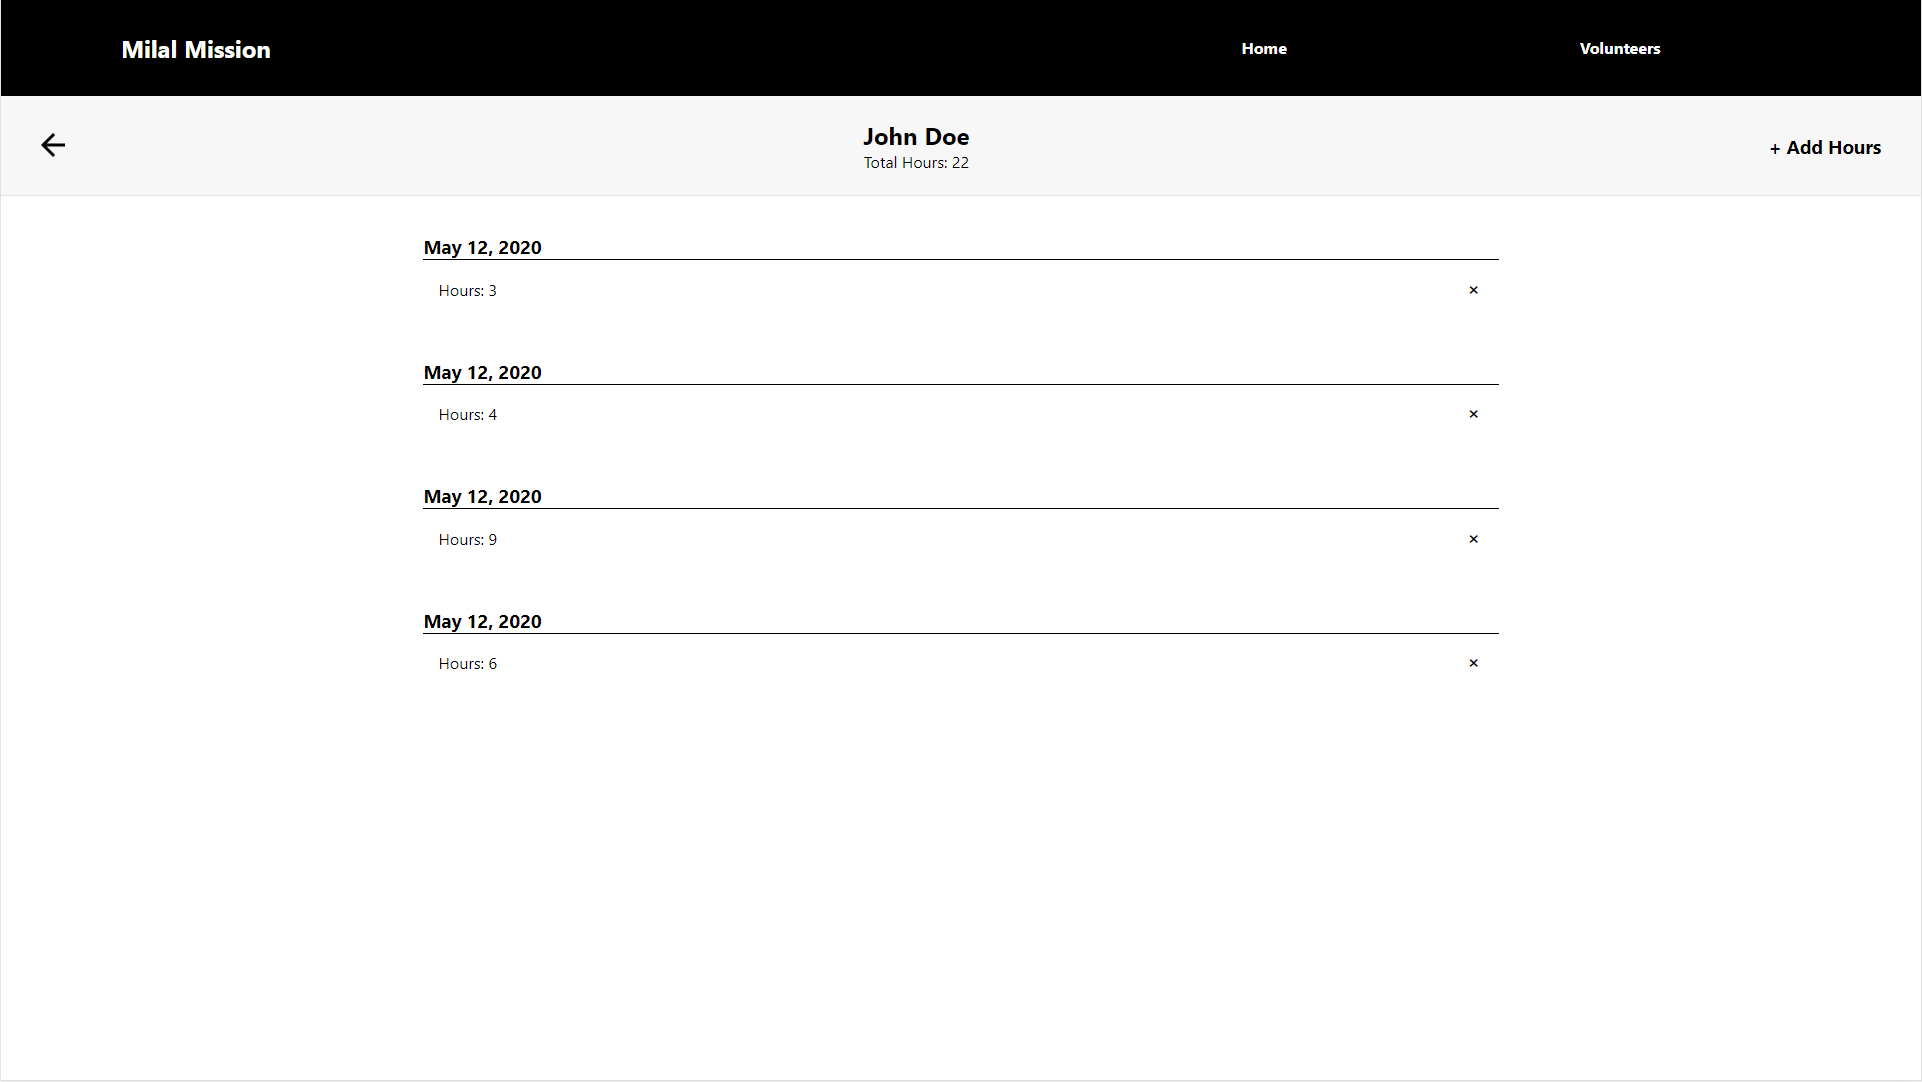 Milal Mission Home Volunteers
John Doe
Total Hours: 22
+ Add Hours
May 12, 2020
Hours: 3 ×
May 12, 2020
Hours: 4 ×
May 12, 2020
Hours: 9 ×
May 12, 2020
Hours: 6 ×